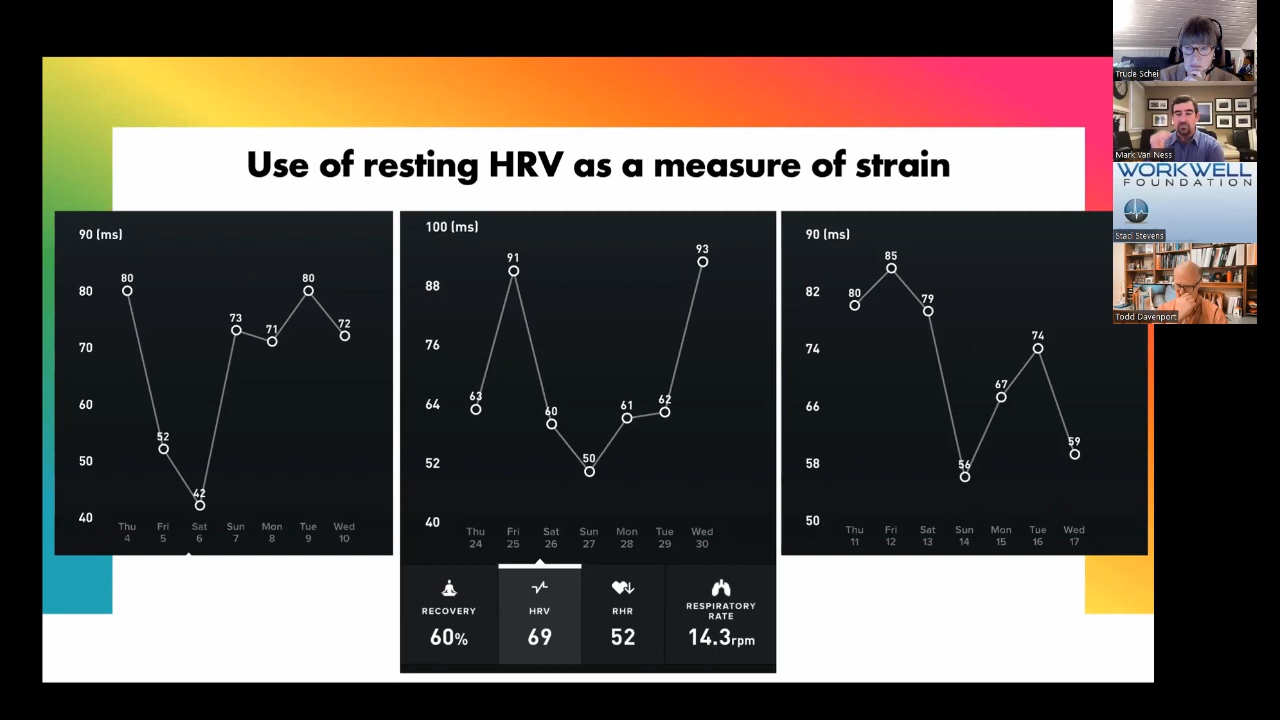 Use of resting HRV as a measure of strain
90 (ms)
80
70
60
50
40
80
52
42
73
71
80
72
Thu Fri Sat Sun Mon Tue Wed
4 5 6 7 8 9 10
100 (ms)
88
76
64
52
40
63
91
60
50
61
62
93
Thu Fri Sat Sun Mon Tue Wed
24 25 26 27 28 29 30
RECOVERY
60%
HRV
69
RHR
52
RESPIRATORY
RATE
14.3rpm
90 (ms)
82
74
66
58
50
80
85
79
56
67
74
59
Thu Fri Sat Sun Mon Tue Wed
11 12 13 14 15 16 17
Trude Schei
Mark Van Ness
WORKWELL
FOUNDATION
Staci Stevens
Todd Davenport